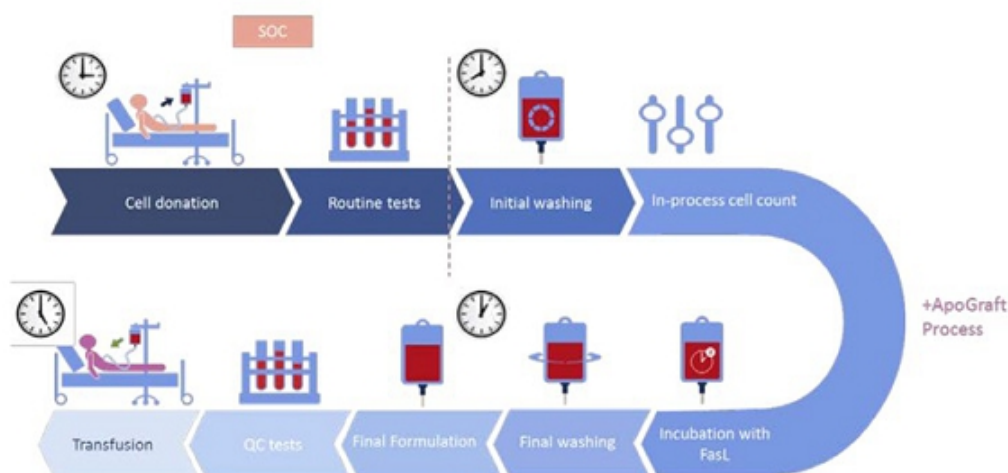 SOC
Cell donation
Routine tests
Initial washing
In-process cell count
+ApoGraft
Process
Transfusion
QC tests
Final Formulation
Final washing
Incubation with
FasL